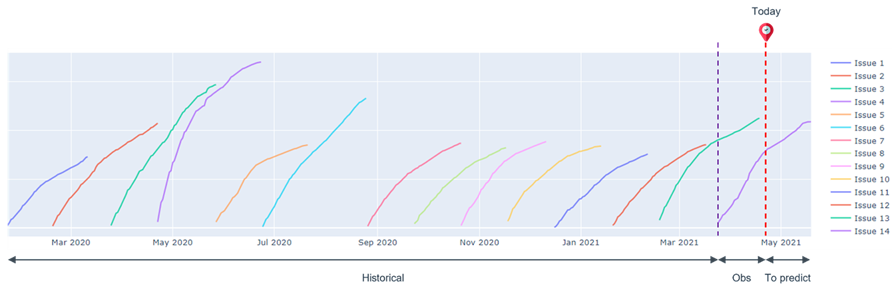 Today
Issue 1
Issue 2
Issue 3
Issue 4
Issue 5
Issue 6
Issue 7
Issue 8
Issue 9
Issue 10
Issue 11
Issue 12
Issue 13
Issue 14
Mar 2020 May 2020 Jul 2020 Sep 2020 Nov 2020 Jan 2021 Mar 2021 May 2021
Historical Obs To predict